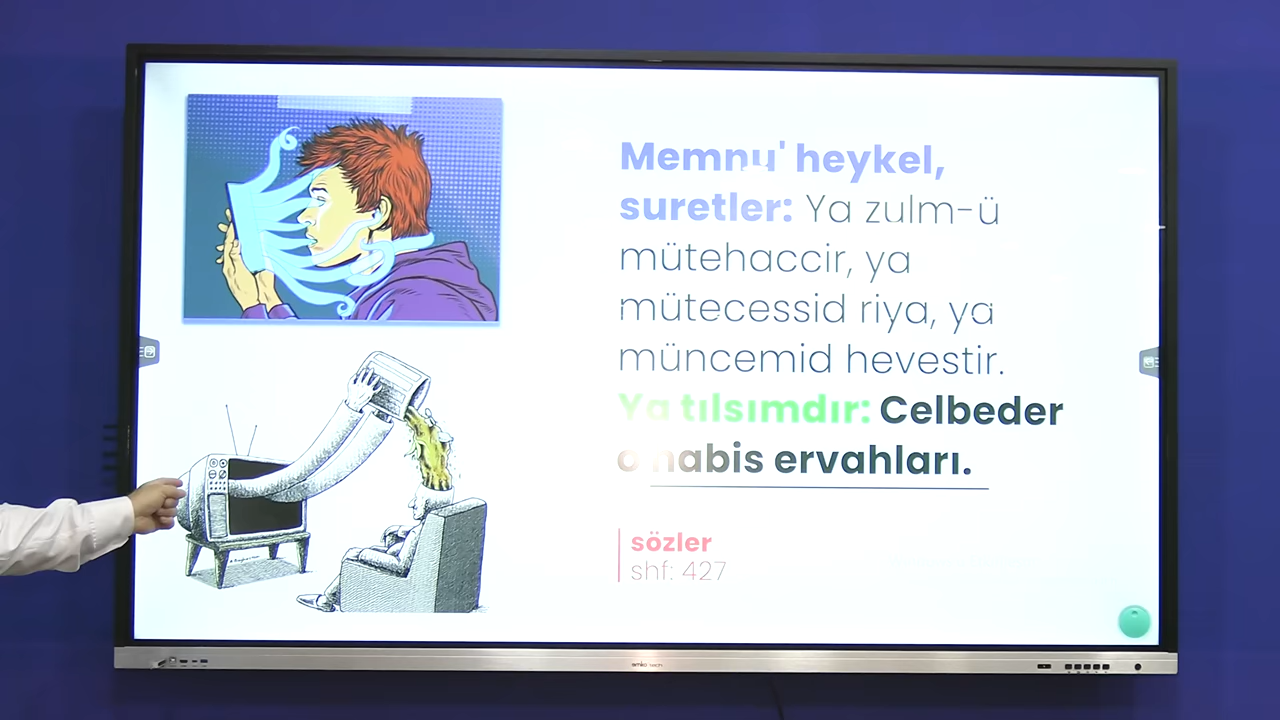 Memnu' heykel,
suretler: Ya zulm-ü
mütehaccir, ya
mütecessid riya, ya
müncemid hevestir.
Ya tılsımdır: Celbeder
o habis ervahları.
sözler
shf: 427